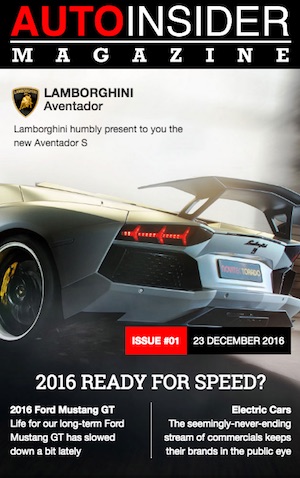 AUTOINSIDER
MAGAZINE
LAMBORGHINI
Aventador
Lamborghini humbly present to you the
new Aventador S
ISSUE #01
23 DECEMBER 2016
2016 READY FOR SPEED?
2016 Ford Mustang GT
Life for our long-term Ford
Mustang GT has slowed
down a bit lately
Electric Cars
The seemingly-never-ending
stream of commercials keeps
their brands in the public eye